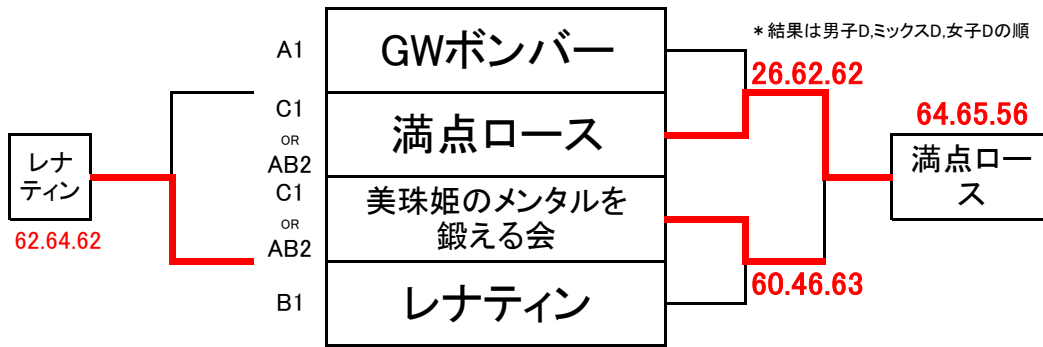 A1
GWボンバー
＊結果は男子D,ミックスD,女子Dの順
26.62.62
C1
OR
AB2
満点ロース
64.65.56
満点ロー
ス
レナ
ティン
62.64.62
C1
OR
AB2
美珠姫のメンタルを
鍛える会
60.46.63
B1
レナティン